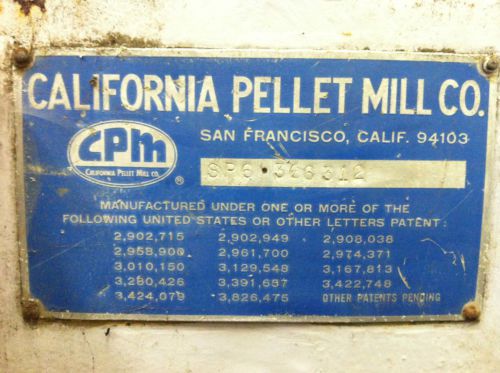 CALIFORNIA PELLET MILL CO.
CPM
CALIFORNIA PELLET MILL CO.
®
SAN FRANCISCO, CALIF. 94103
MANUFACTURED UNDER ONE OR MORE OF THE
FOLLOWING UNITED STATES OR OTHER LETTERS PATENT:
2,902,715 2,902,949 2,908,038
2,958,900 2,961,700 2,974,371
3,010,150 3,129,548 3,167,813
3,260,426 3,391,637 3,422,748
3,424,079 3,826,475 OTHER PATENTS PENDING